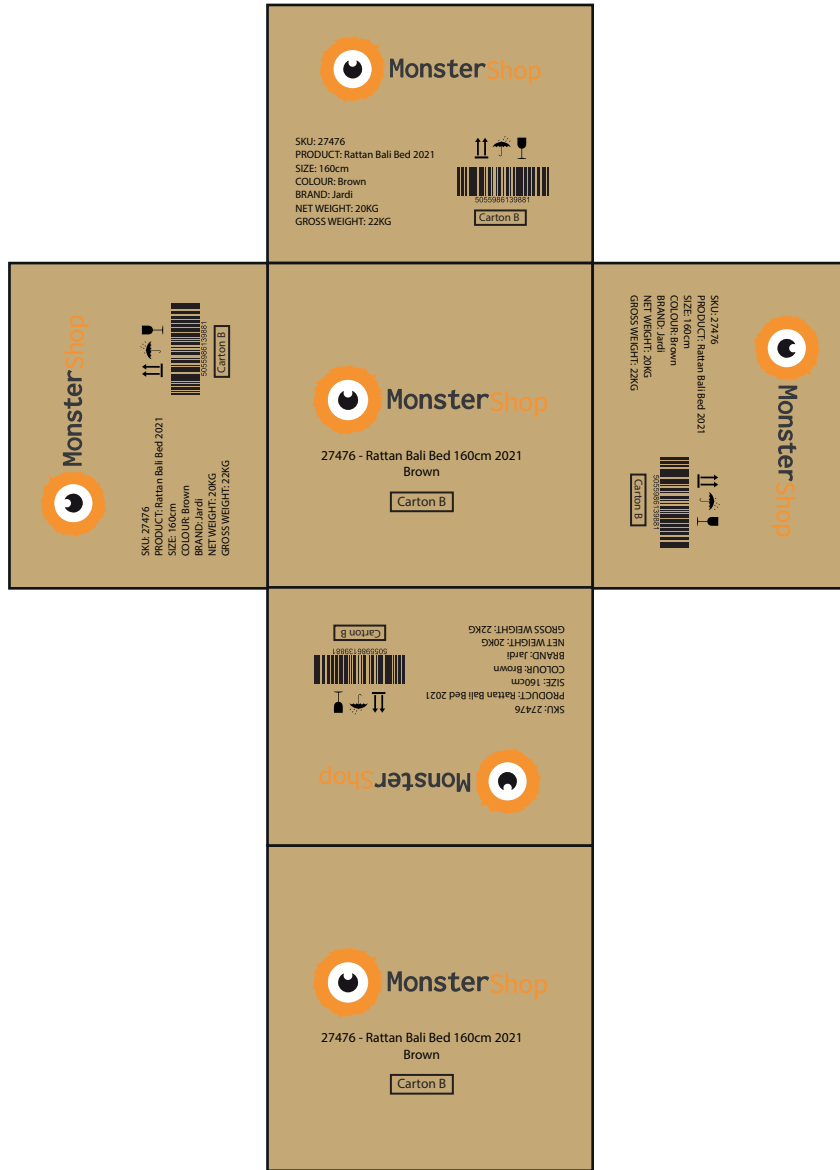 MonsterShop
SKU: 27476
PRODUCT: Rattan Bali Bed 2021
SIZE: 160cm
COLOUR: Brown
BRAND: Jardi
NET WEIGHT: 20KG
GROSS WEIGHT: 22KG
5055986139881
Carton B
MonsterShop
SKU: 27476
PRODUCT: Rattan Bali Bed 2021
SIZE: 160cm
COLOUR: Brown
BRAND: Jardi
NET WEIGHT: 20KG
GROSS WEIGHT: 22KG
5055986139881
Carton B
MonsterShop
27476 - Rattan Bali Bed 160cm 2021
Brown
Carton B
MonsterShop
SKU: 27476
PRODUCT: Rattan Bali Bed 2021
SIZE: 160cm
COLOUR: Brown
BRAND: Jardi
NET WEIGHT: 20KG
GROSS WEIGHT: 22KG
5055986139881
Carton B
MonsterShop
SKU: 27476
PRODUCT: Rattan Bali Bed 2021
SIZE: 160cm
COLOUR: Brown
BRAND: Jardi
NET WEIGHT: 20KG
GROSS WEIGHT: 22KG
5055986139881
Carton B
MonsterShop
27476 - Rattan Bali Bed 160cm 2021
Brown
Carton B